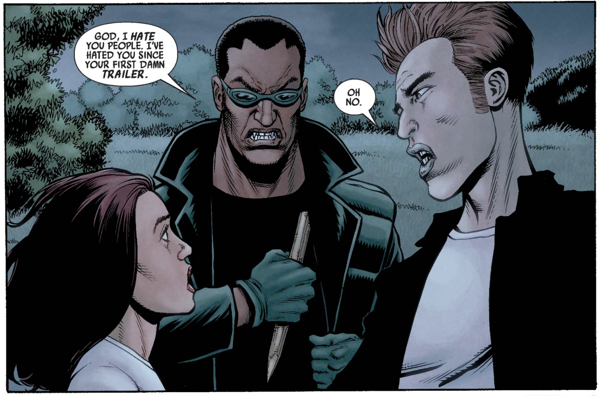 GOD, I HATE
YOU PEOPLE. I'VE
HATED YOU SINCE
YOUR FIRST DAMN
TRAILER.
OH
NO.